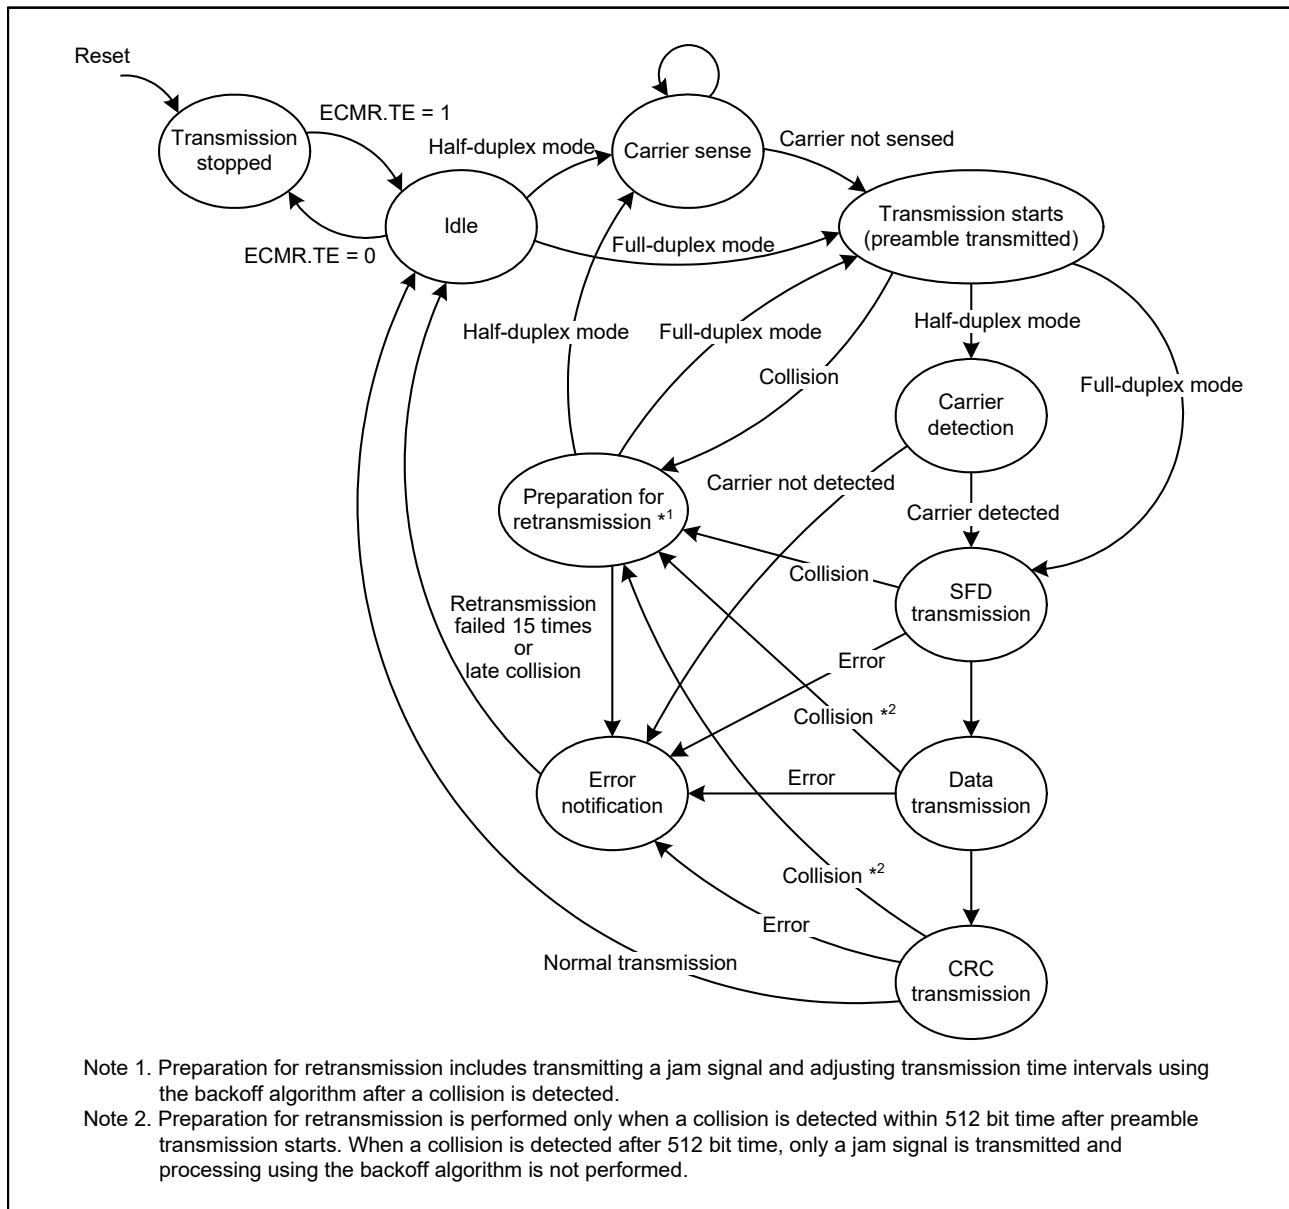 Reset
ECMR.TE = 1
Transmission
stopped
Half-duplex mode
Carrier sense
Carrier not sensed
Idle
ECMR.TE = 0
Full-duplex mode
Transmission starts
(preamble transmitted)
Half-duplex mode
Full-duplex mode
Half-duplex mode
Collision
Full-duplex mode
Carrier
detection
Carrier not detected
Preparation for
retransmission *1
Carrier detected
Collision
SFD
transmission
Retransmission
failed 15 times
or
late collision
Error
Collision *2
Error
notification
Error
Data
transmission
Collision *2
Error
Normal transmission
CRC
transmission
Note 1. Preparation for retransmission includes transmitting a jam signal and adjusting transmission time intervals using
the backoff algorithm after a collision is detected.
Note 2. Preparation for retransmission is performed only when a collision is detected within 512 bit time after preamble
transmission starts. When a collision is detected after 512 bit time, only a jam signal is transmitted and
processing using the backoff algorithm is not performed.